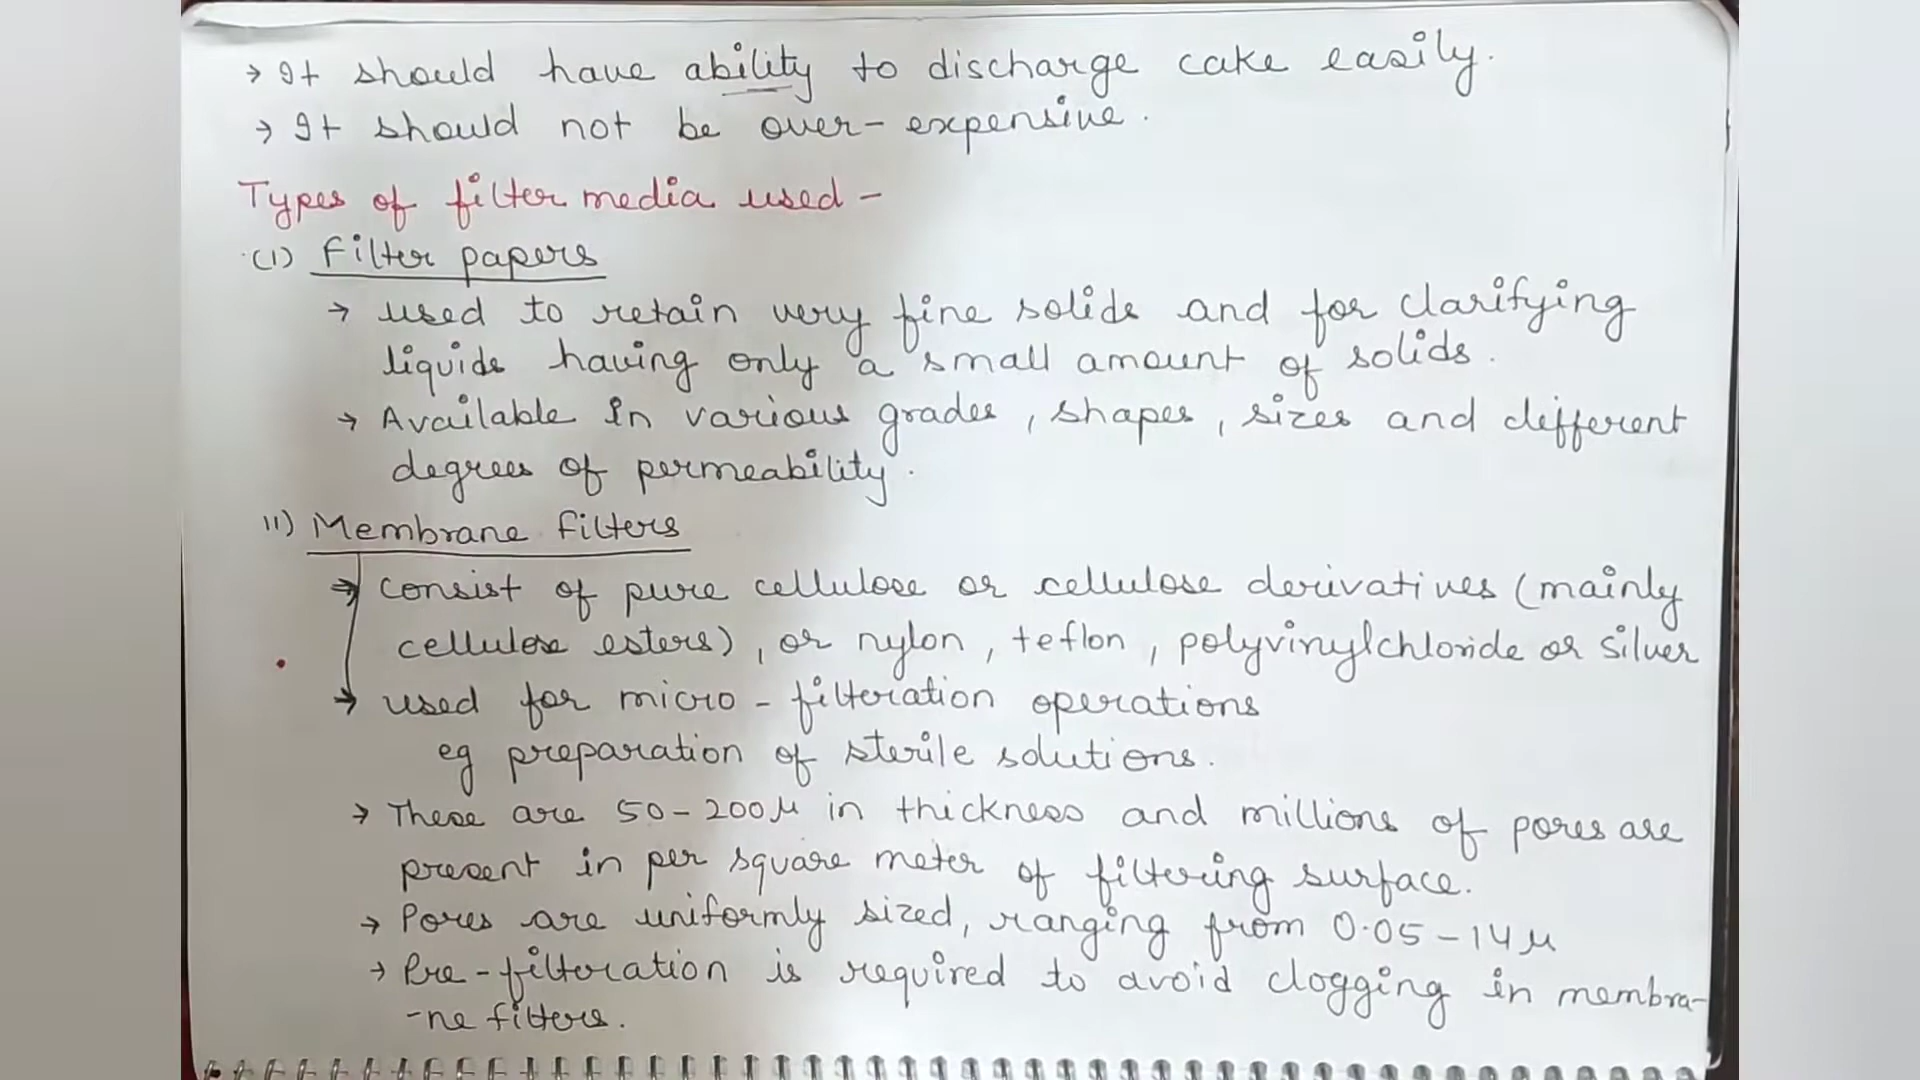 → It should have ability to discharge cake easily.
→ It should not be over-expensive.
Types of filter media used -
(i) Filter papers
→ used to retain very fine solids and for clarifying
liquids having only a small amount of solids.
→ Available in various grades, shapes, sizes and different
degrees of permeability.
ii) Membrane filters
→ consist of pure cellulose or cellulose derivatives (mainly
cellulose esters), or nylon, teflon, polyvinylchloride or silver
→ used for micro-filteration operations
eg preparation of sterile solutions.
→ These are 50-200µ in thickness and millions of pores are
present in per square meter of filtering surface.
→ Pores are uniformly sized, ranging from 0.05-14µ
→ Pre-filteration is required to avoid clogging in membra-
-ne filters.